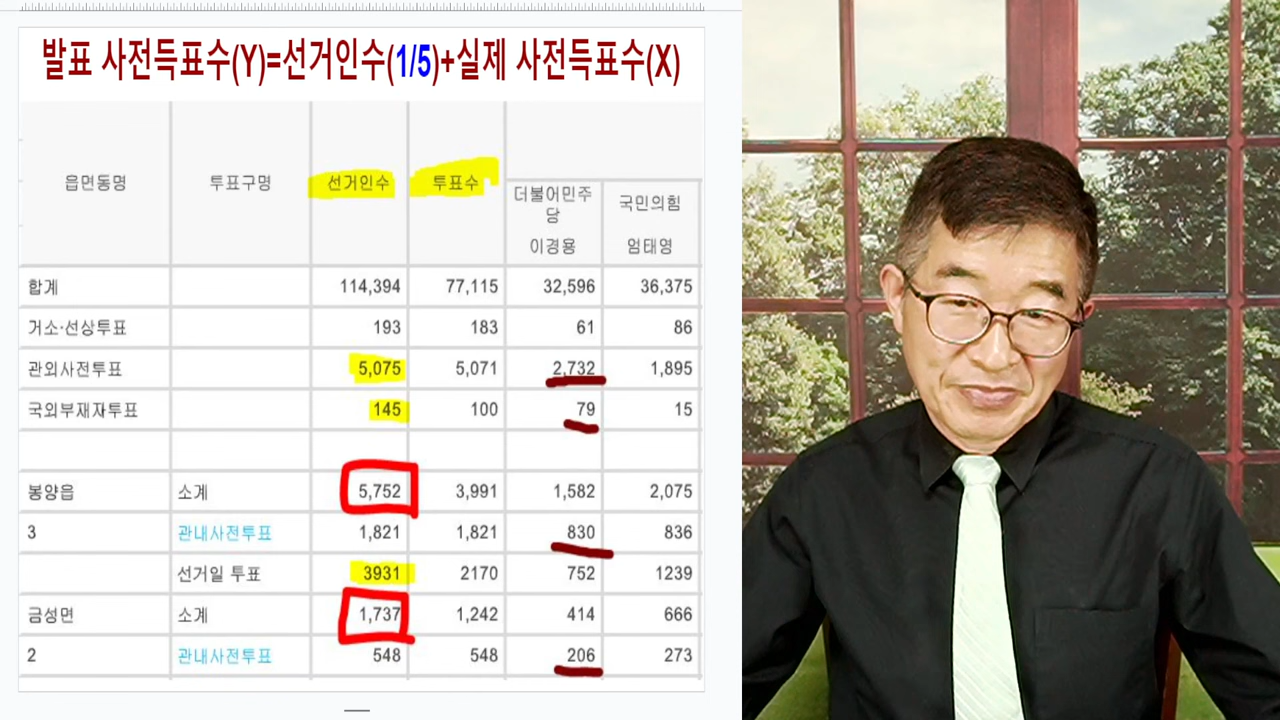 발표 사전득표수(Y)=선거인수(1/5)+실제 사전득표수(X)
읍면동명 투표구명 선거인수 투표수 더불어민주당 이경용 국민의힘 엄태영
합계 114,394 77,115 32,596 36,375
거소·선상투표 193 183 61 86
관외사전투표 5,075 5,071 2,732 1,895
국외부재자투표 145 100 79 15
봉양읍 소계 5,752 3,991 1,582 2,075
3 관내사전투표 1,821 1,821 830 836
선거일 투표 3931 2170 752 1239
금성면 소계 1,737 1,242 414 666
2 관내사전투표 548 548 206 273